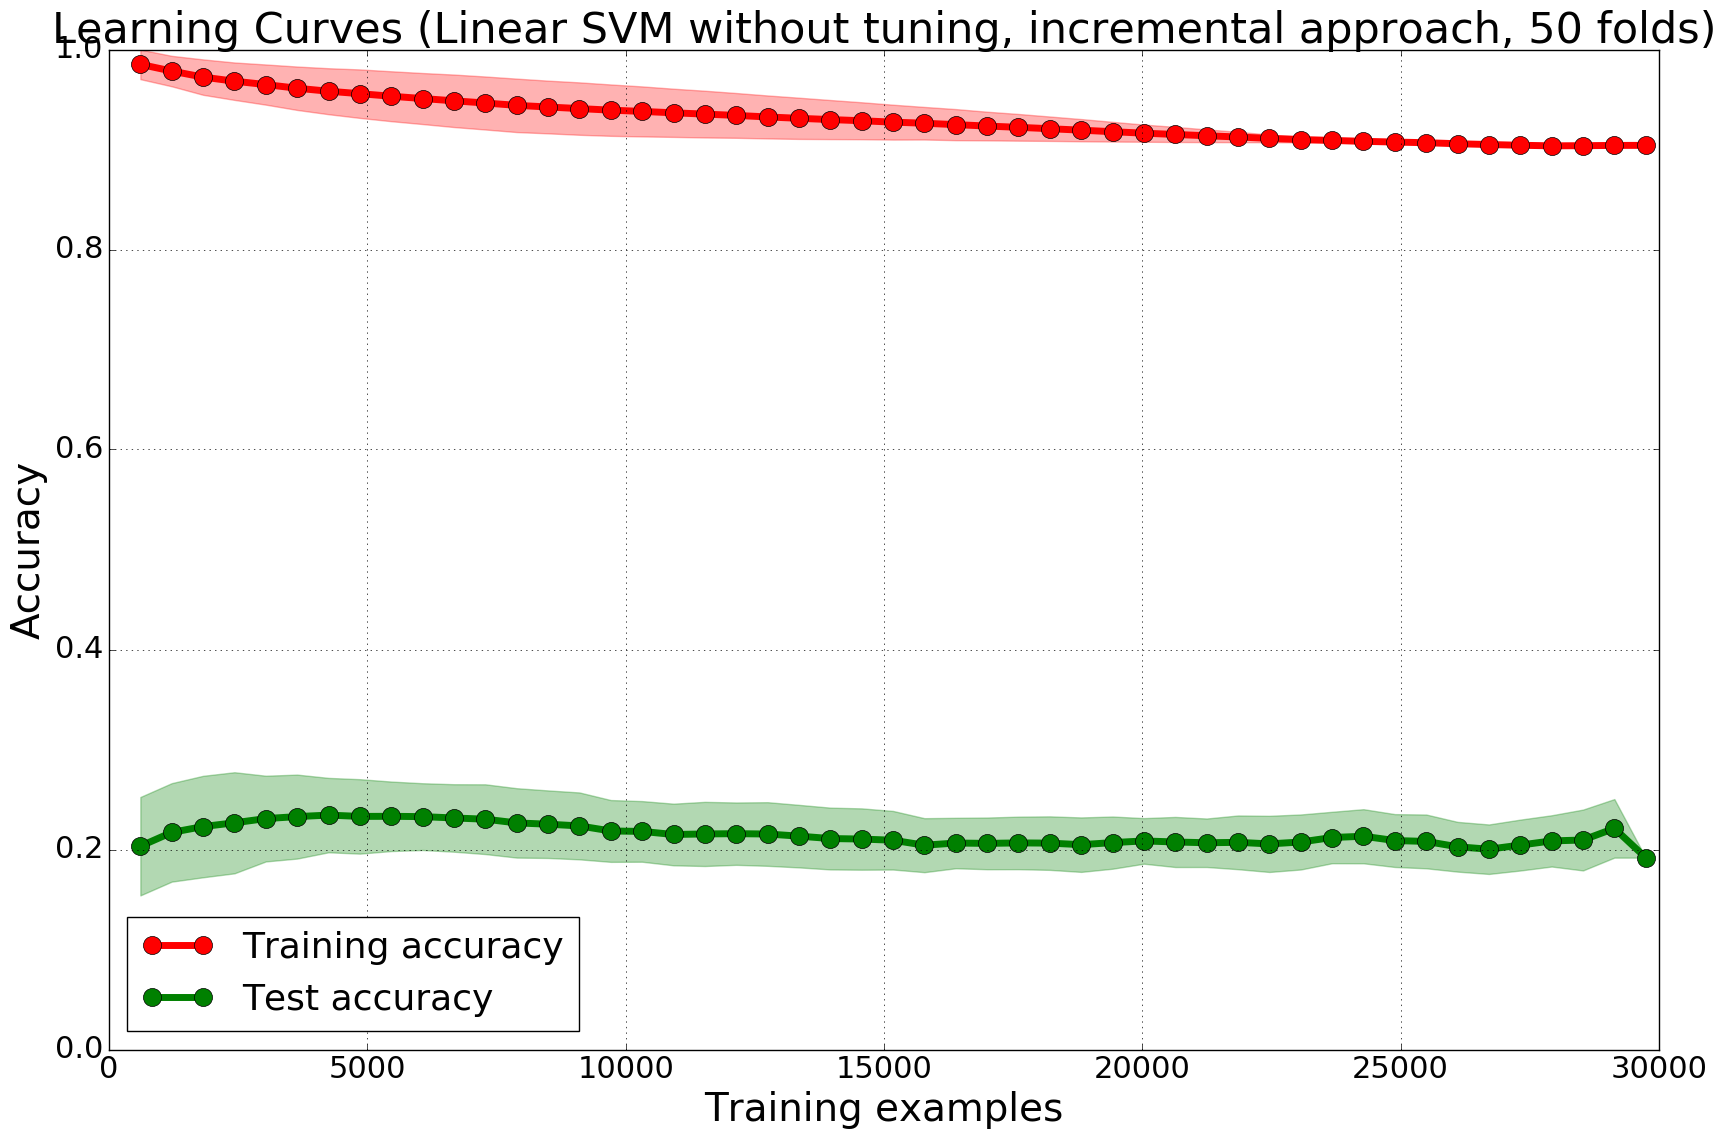 Learning Curves (Linear SVM without tuning, incremental approach, 50 folds)
1.0
0.8
0.6
0.4
0.2
0.0
Accuracy
Training accuracy
Test accuracy
0 5000 10000 15000 20000 25000 30000
Training examples